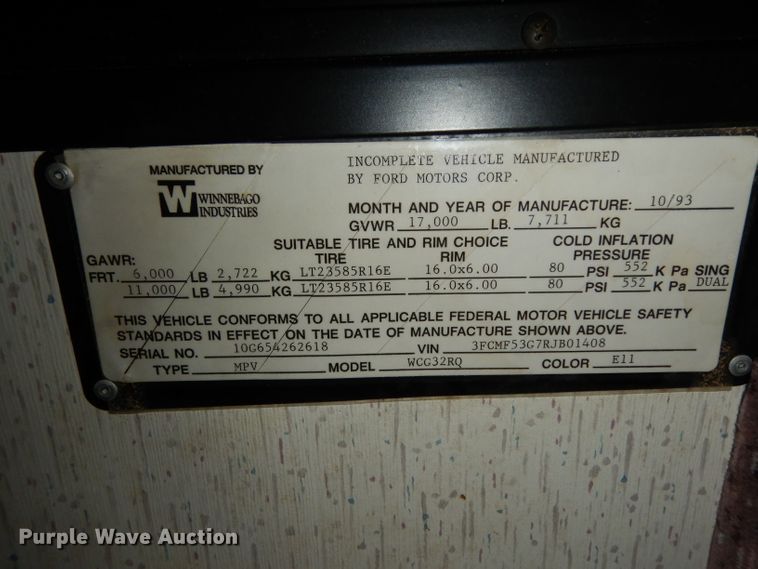 MANUFACTURED BY
W WINNEBAGO
INDUSTRIES
INCOMPLETE VEHICLE MANUFACTURED
BY FORD MOTORS CORP.
MONTH AND YEAR OF MANUFACTURE: 10/93
GVWR 17,000 LB. 7,711 KG
SUITABLE TIRE AND RIM CHOICE COLD INFLATION
GAWR: TIRE RIM PRESSURE
FRT. 6,000 LB 2,722 KG LT23585R16E 16.0x6.00 80 PSI 552 K Pa SING
11,000 LB 4,990 KG LT23585R16E 16.0x6.00 80 PSI 552 K Pa DUAL
THIS VEHICLE CONFORMS TO ALL APPLICABLE FEDERAL MOTOR VEHICLE SAFETY
STANDARDS IN EFFECT ON THE DATE OF MANUFACTURE SHOWN ABOVE.
SERIAL NO. 10G654262618 VIN 3FCMF53G7RJB01408
TYPE MPV MODEL WCG32RQ COLOR E11
Purple Wave Auction